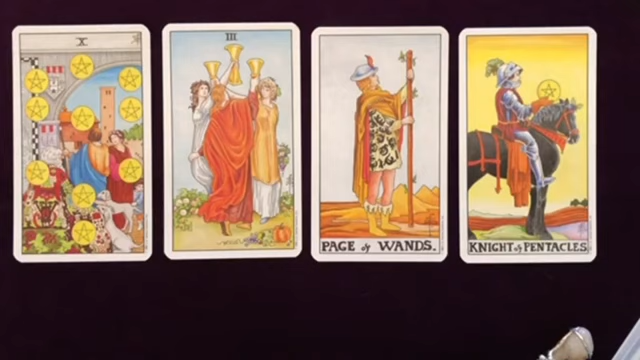 X
III
PAGE of WANDS.
KNIGHT of PENTACLES.